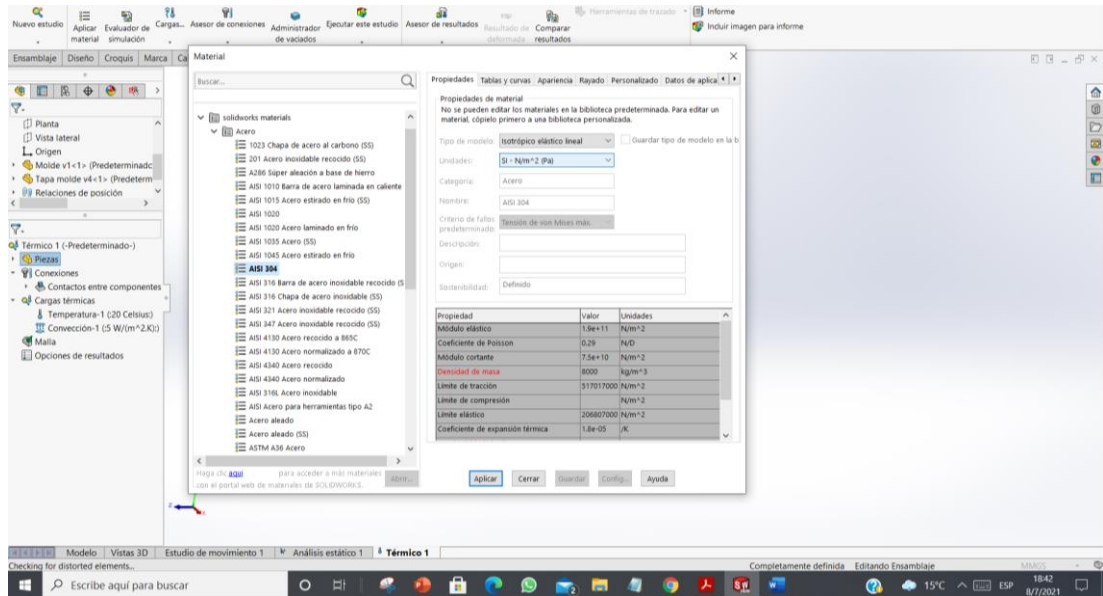 Nuevo estudio
Aplicar material
Evaluador de simulación
Cargas...
Asesor de conexiones
Administrador de vaciados
Ejecutar este estudio
Asesor de resultados
Resultado de deformada
Comparar resultados
Herramientas de trazado
Informe
Incluir imagen para informe
Ensamblaje Diseño Croquis Marca Ca
Material
Buscar...
solidworks materials
Acero
1023 Chapa de acero al carbono (SS)
201 Acero inoxidable recocido (SS)
A286 Súper aleación a base de hierro
AISI 1010 Barra de acero laminada en caliente
AISI 1015 Acero estirado en frío (SS)
AISI 1020
AISI 1020 Acero laminado en frío
AISI 1035 Acero (SS)
AISI 1045 Acero estirado en frío
AISI 304
AISI 316 Barra de acero inoxidable recocido (S
AISI 316 Chapa de acero inoxidable (SS)
AISI 321 Acero inoxidable recocido (SS)
AISI 347 Acero inoxidable recocido (SS)
AISI 4130 Acero recocido a 865C
AISI 4130 Acero normalizado a 870C
AISI 4340 Acero recocido
AISI 4340 Acero normalizado
AISI 316L Acero inoxidable
AISI Acero para herramientas tipo A2
Acero aleado
Acero aleado (SS)
ASTM A36 Acero
Haga clic aquí para acceder a más materiales
con el portal web de materiales de SOLIDWORKS.
Abrir...
Propiedades Tablas y curvas Apariencia Rayado Personalizado Datos de aplica
Propiedades de material
No se pueden editar los materiales en la biblioteca predeterminada. Para editar un
material, cópielo primero a una biblioteca personalizada.
Tipo de modelo: Isotrópico elástico lineal Guardar tipo de modelo en la b
Unidades: SI - N/m^2 (Pa)
Categoría: Acero
Nombre: AISI 304
Criterio de fallos predeterminado: Tensión de von Mises máx.
Descripción:
Origen:
Sostenibilidad: Definido
Propiedad Valor Unidades
Módulo elástico 1.9e+11 N/m^2
Coeficiente de Poisson 0.29 N/D
Módulo cortante 7.5e+10 N/m^2
Densidad de masa 8000 kg/m^3
Límite de tracción 517017000 N/m^2
Límite de compresión N/m^2
Límite elástico 206807000 N/m^2
Coeficiente de expansión térmica 1.8e-05 /K
Aplicar Cerrar Guardar Config... Ayuda
Planta
Vista lateral
Origen
Molde v1<1> (Predeterminadc
Tapa molde v4<1> (Predeterm
Relaciones de posición
Térmico 1 (-Predeterminado-)
Piezas
Conexiones
Contactos entre componentes
Cargas térmicas
Temperatura-1 (:20 Celsius:)
Convección-1 (:5 W/(m^2.K):)
Malla
Opciones de resultados
z
x
Modelo Vistas 3D Estudio de movimiento 1 Análisis estático 1 Térmico 1
Checking for distorted elements... Completamente definida Editando Ensamblaje MMGS
Escribe aquí para buscar
15°C ESP 18:42
8/7/2021